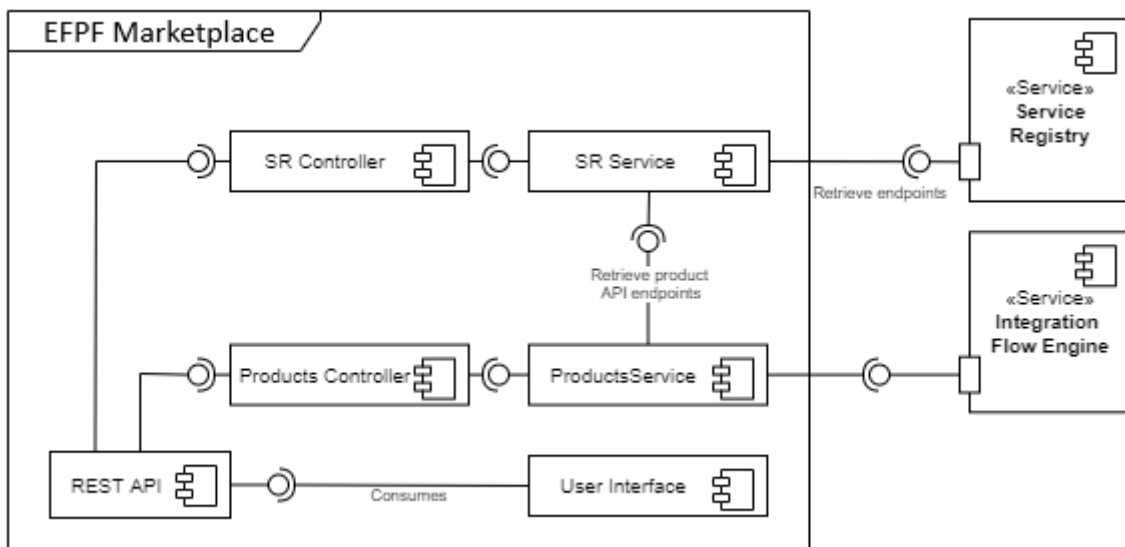 EFPF Marketplace
«Service»
Service
Registry
SR Controller
SR Service
Retrieve endpoints
Retrieve product
API endpoints
«Service»
Integration
Flow Engine
Products Controller
ProductsService
REST API
Consumes
User Interface